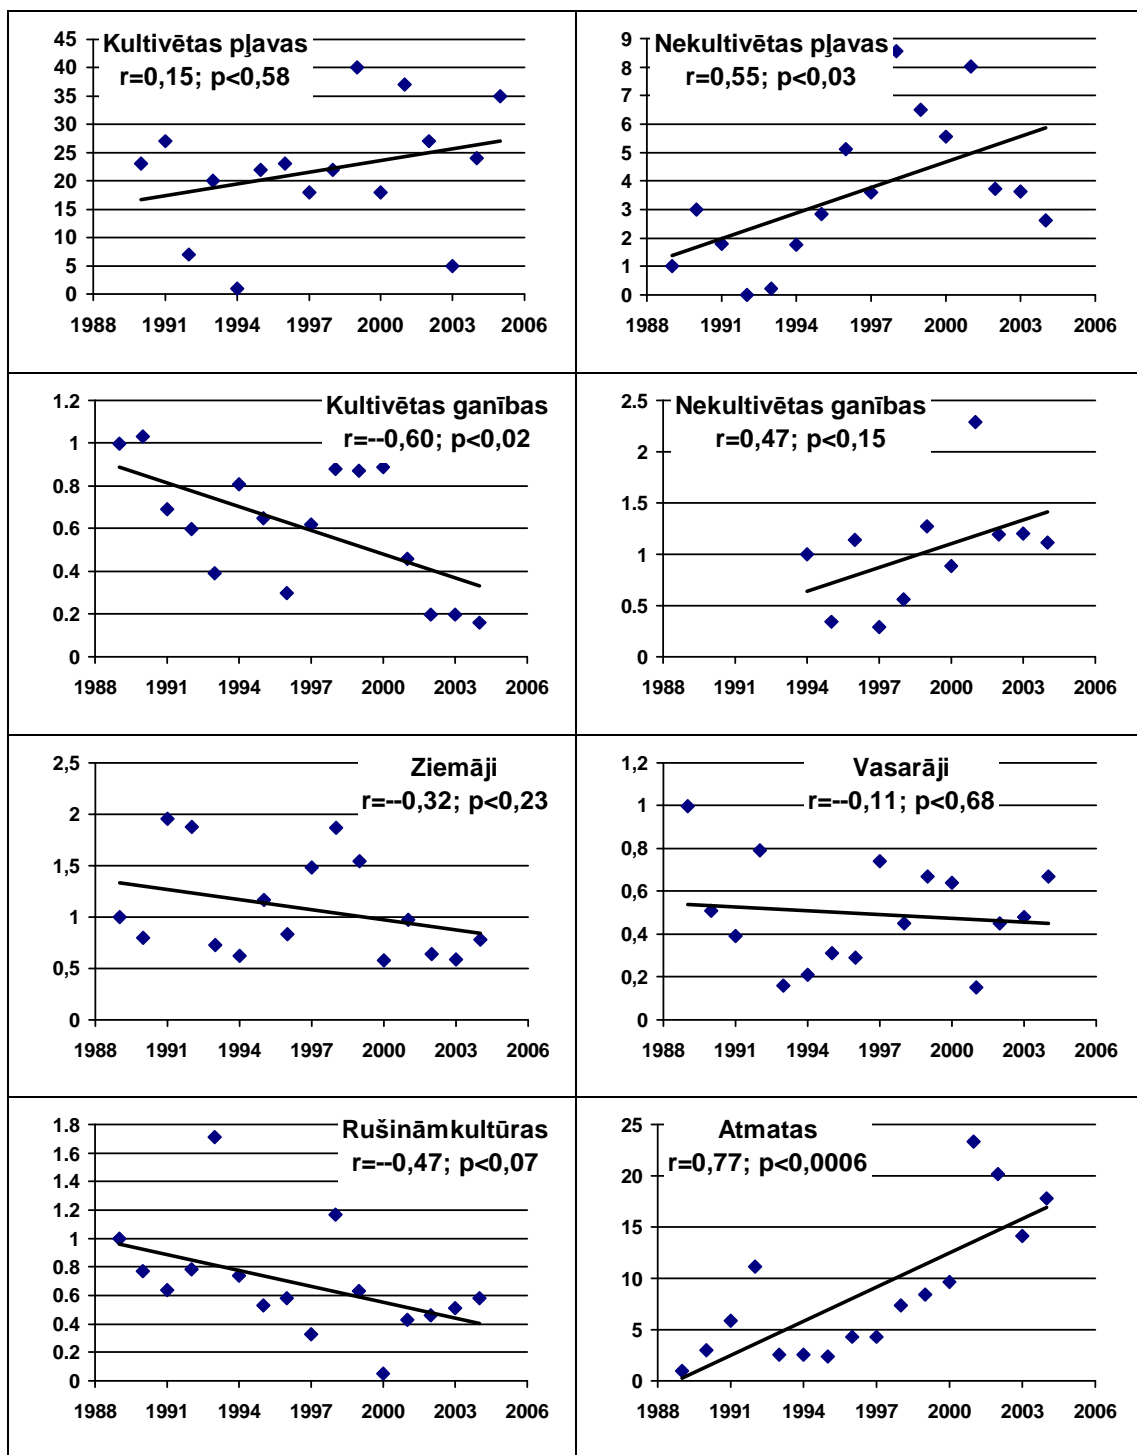 Kultivētas pļavas
r=0,15; p<0,58
45
40
35
30
25
20
15
10
5
0
1988 1991 1994 1997 2000 2003 2006
Nekultivētas pļavas
r=0,55; p<0,03
9
8
7
6
5
4
3
2
1
0
1988 1991 1994 1997 2000 2003 2006
Kultivētas ganības
r=--0,60; p<0,02
1.2
1
0.8
0.6
0.4
0.2
0
1988 1991 1994 1997 2000 2003 2006
Nekultivētas ganības
r=0,47; p<0,15
2.5
2
1.5
1
0.5
0
1988 1991 1994 1997 2000 2003 2006
Ziemāji
r=--0,32; p<0,23
2,5
2
1,5
1
0,5
0
1988 1991 1994 1997 2000 2003 2006
Vasarāji
r=--0,11; p<0,68
1,2
1
0,8
0,6
0,4
0,2
0
1988 1991 1994 1997 2000 2003 2006
Rušināmkultūras
r=--0,47; p<0,07
1.8
1.6
1.4
1.2
1
0.8
0.6
0.4
0.2
0
1988 1991 1994 1997 2000 2003 2006
Atmatas
r=0,77; p<0,0006
25
20
15
10
5
0
1988 1991 1994 1997 2000 2003 2006